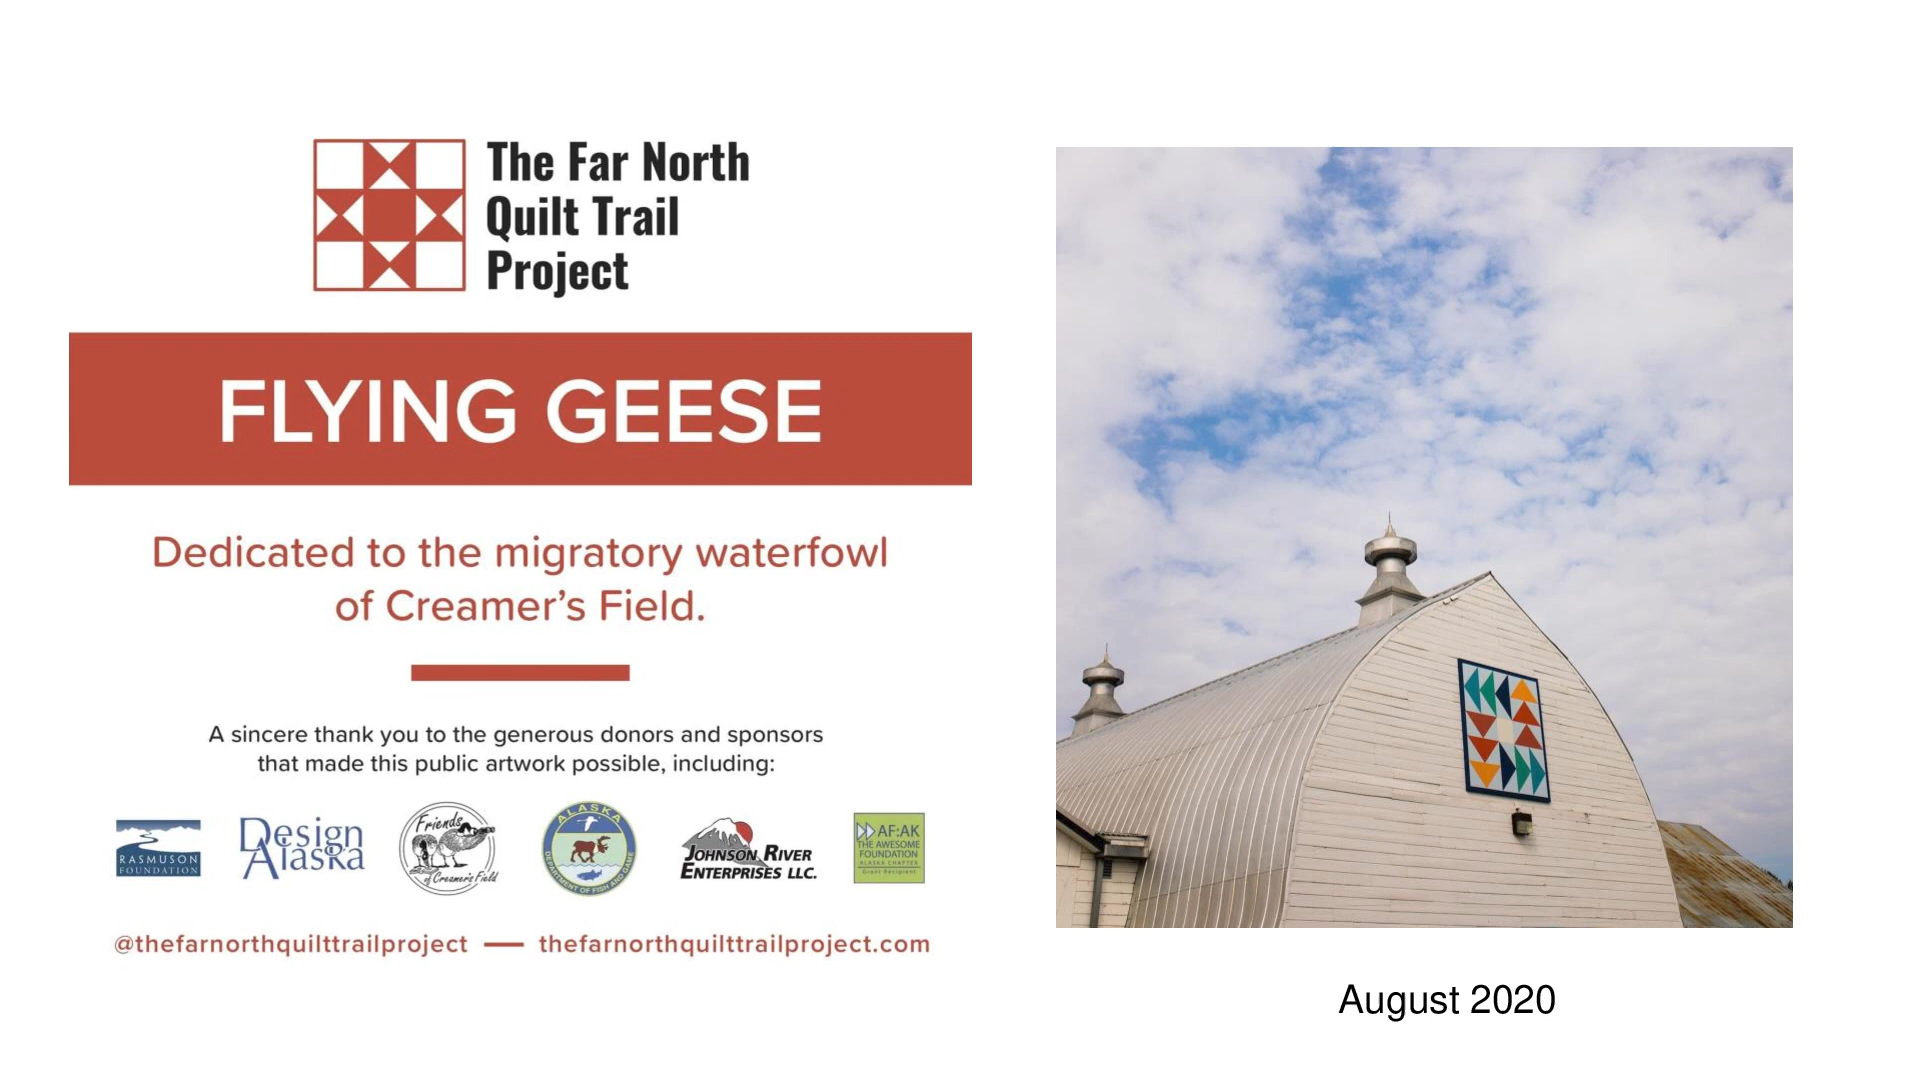 The Far North
Quilt Trail
Project
FLYING GEESE
Dedicated to the migratory waterfowl
of Creamer's Field.
A sincere thank you to the generous donors and sponsors
that made this public artwork possible, including:
RASMUSON
FOUNDATION
Design
Alaska
Friends
of Creamer's Field
ALASKA
DEPARTMENT OF FISH AND GAME
JOHNSON RIVER
ENTERPRISES LLC.
AF:AK
THE AWESOME
FOUNDATION
ALASKA CHAPTER
Grant Recipient
@thefarnorthquilttrailproject — thefarnorthquilttrailproject.com
August 2020